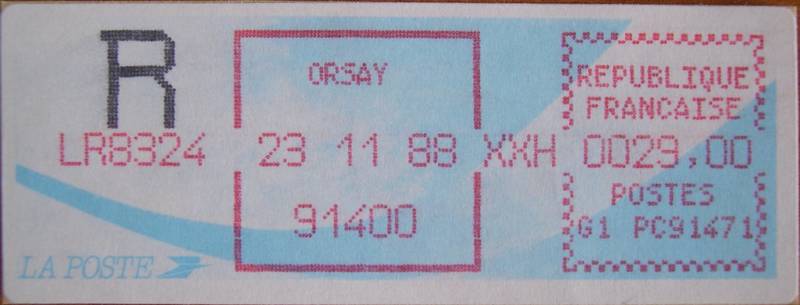 R
ORSAY
REPUBLIQUE
FRANCAISE
LR8324 23 11 88 XXH 0029,00
91400
POSTES
G1 PC91471
LA POSTE